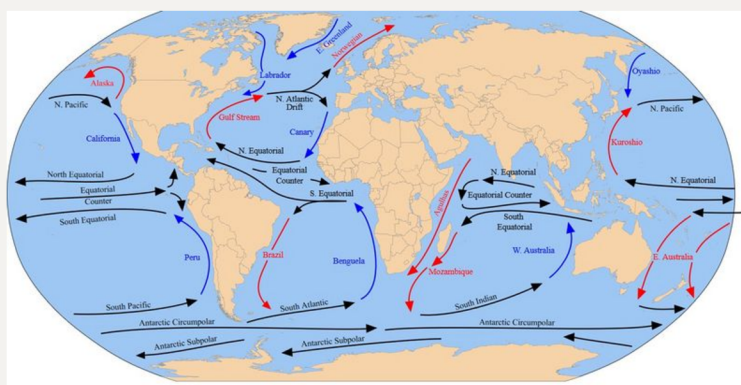 Alaska
N. Pacific
California
Labrador
E. Greenland
Norwegian
Gulf Stream
N. Atlantic
Drift
Canary
Oyashio
N. Pacific
Kuroshio
North Equatorial
Equatorial
Counter
South Equatorial
N. Equatorial
Equatorial
Counter
S. Equatorial
Agulhas
N. Equatorial
Equatorial Counter
South
Equatorial
N. Equatorial
Peru
Brazil
Benguela
Mozambique
W. Australia
E. Australia
South Pacific
South Atlantic
South Indian
Antarctic Circumpolar
Antarctic Circumpolar
Antarctic Subpolar
Antarctic Subpolar